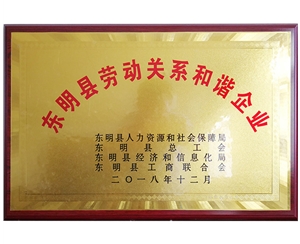 东明县劳动关系和谐企业
东明县人力资源和社会保障局
东明县总工会
东明县经济和信息化局
东明县工商联合会
二〇一八年十二月